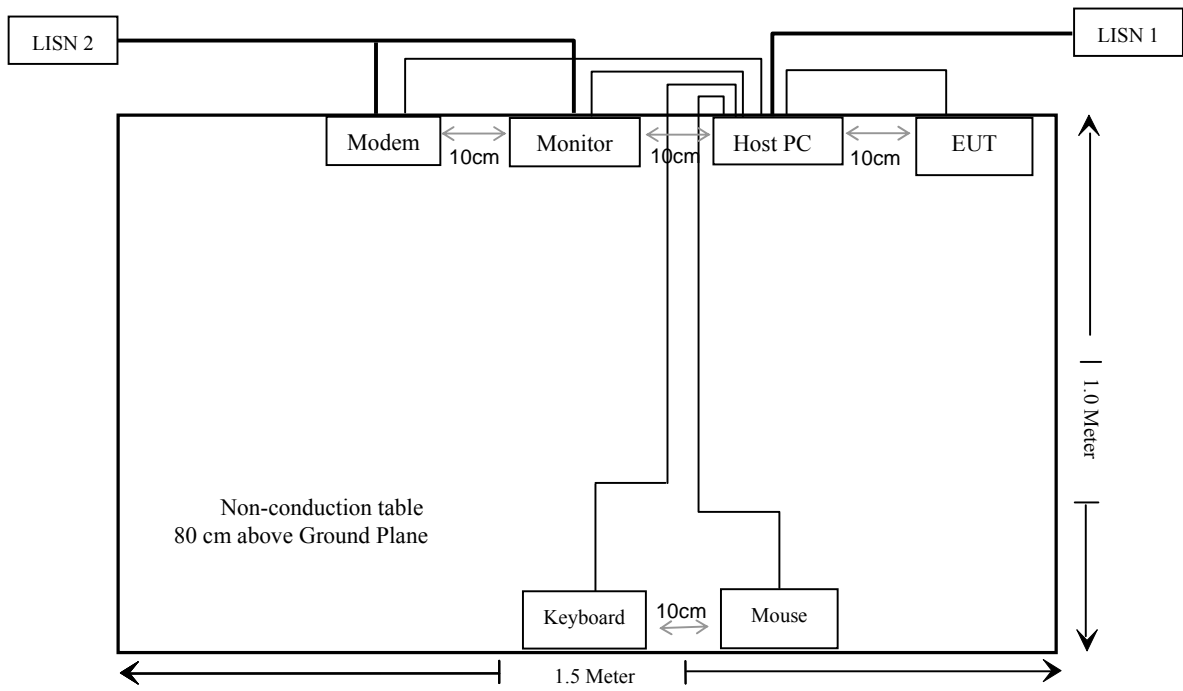 LISN 2
LISN 1
Modem
Monitor
Host PC
EUT
10cm
10cm
10cm
1.0 Meter
Non-conduction table
80 cm above Ground Plane
Keyboard
10cm
Mouse
1.5 Meter